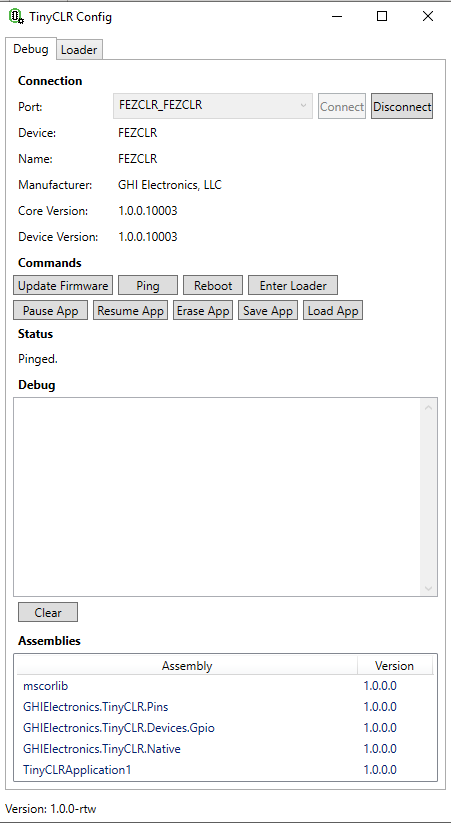 TinyCLR Config
Debug Loader
Connection
Port: FEZCLR_FEZCLR Connect Disconnect
Device: FEZCLR
Name: FEZCLR
Manufacturer: GHI Electronics, LLC
Core Version: 1.0.0.10003
Device Version: 1.0.0.10003
Commands
Update Firmware Ping Reboot Enter Loader
Pause App Resume App Erase App Save App Load App
Status
Pinged.
Debug
Clear
Assemblies
Assembly Version
mscorlib 1.0.0.0
GHIElectronics.TinyCLR.Pins 1.0.0.0
GHIElectronics.TinyCLR.Devices.Gpio 1.0.0.0
GHIElectronics.TinyCLR.Native 1.0.0.0
TinyCLRApplication1 1.0.0.0
Version: 1.0.0-rtw